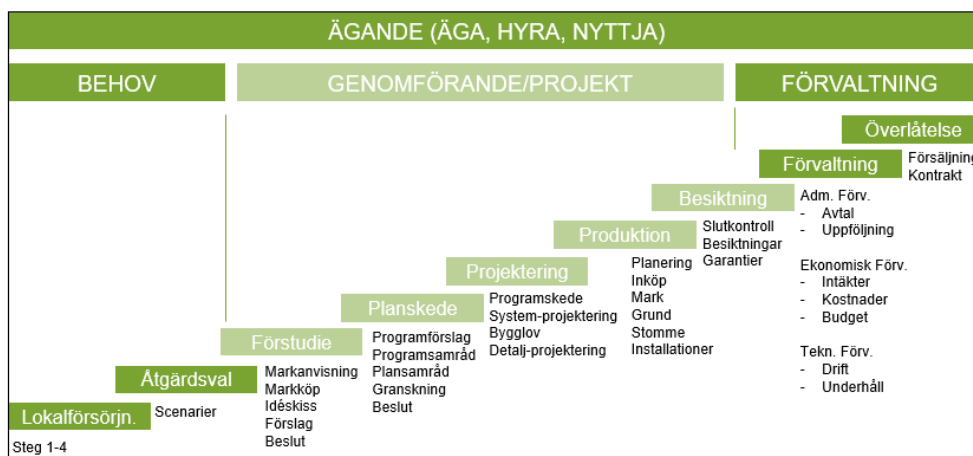 ÄGANDE (ÄGA, HYRA, NYTTJA)
BEHOV
GENOMFÖRANDE/PROJEKT
FÖRVALTNING
Överlåtelse
Försäljning
Kontrakt
Förvaltning
Adm. Förv.
- Avtal
- Uppföljning
Ekonomisk Förv.
- Intäkter
- Kostnader
- Budget
Tekn. Förv.
- Drift
- Underhåll
Besiktning
Slutkontroll
Besiktningar
Garantier
Produktion
Planering
Inköp
Mark
Grund
Stomme
Installationer
Projektering
Programskede
System-projektering
Bygglov
Detalj-projektering
Planskede
Programförslag
Programsamråd
Plansamråd
Granskning
Beslut
Förstudie
Markanvisning
Markköp
Idéskiss
Förslag
Beslut
Åtgärdsval
Scenarier
Lokalförsörjn.
Steg 1-4